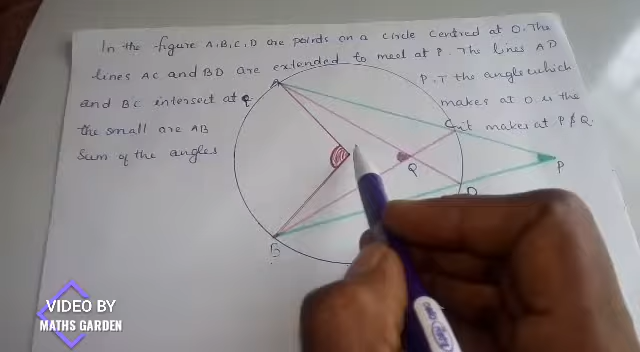 In the figure A,B,C,D are points on a circle centred at O. The
lines AC and BD are extended to meet at P. The lines AD
and BC intersect at Q
P.T the angle which
the small arc AB
makes at O is the
sum of the angles
it makes at P & Q.
A
C
Q
P
D
B
VIDEO BY
MATHS GARDEN
cello